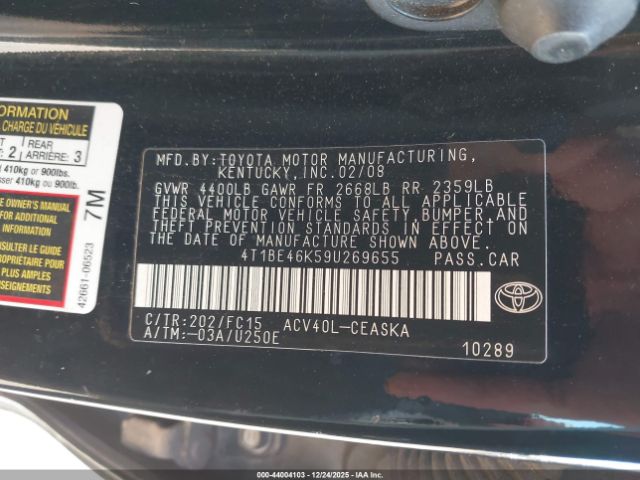 FORMATION
CHARGE DU VÉHICULE
2
REAR
ARRIÈRE: 3
410kg or 900lbs.
410kg ou 900lb.
OWNER'S MANUAL
FOR ADDITIONAL
INFORMATION
LE GUIDE
PROPRIÉTAIRE POUR
PLUS AMPLES
RENSEIGNEMENTS
7M
42661-06523
MFD.BY:TOYOTA MOTOR MANUFACTURING,
KENTUCKY,INC.02/08
GVWR 4400LB GAWR FR 2668LB RR 2359LB
THIS VEHICLE CONFORMS TO ALL APPLICABLE
FEDERAL MOTOR VEHICLE SAFETY,BUMPER,AND
THEFT PREVENTION STANDARDS IN EFFECT ON
THE DATE OF MANUFACTURE SHOWN ABOVE.
4T1BE46K59U269655 PASS.CAR
C/TR:202/FC15 ACV40L-CEASKA
A/TM:-03A/U250E
10289
TOYOTA
000-44004103 - 12/24/2025 - IAA Inc.